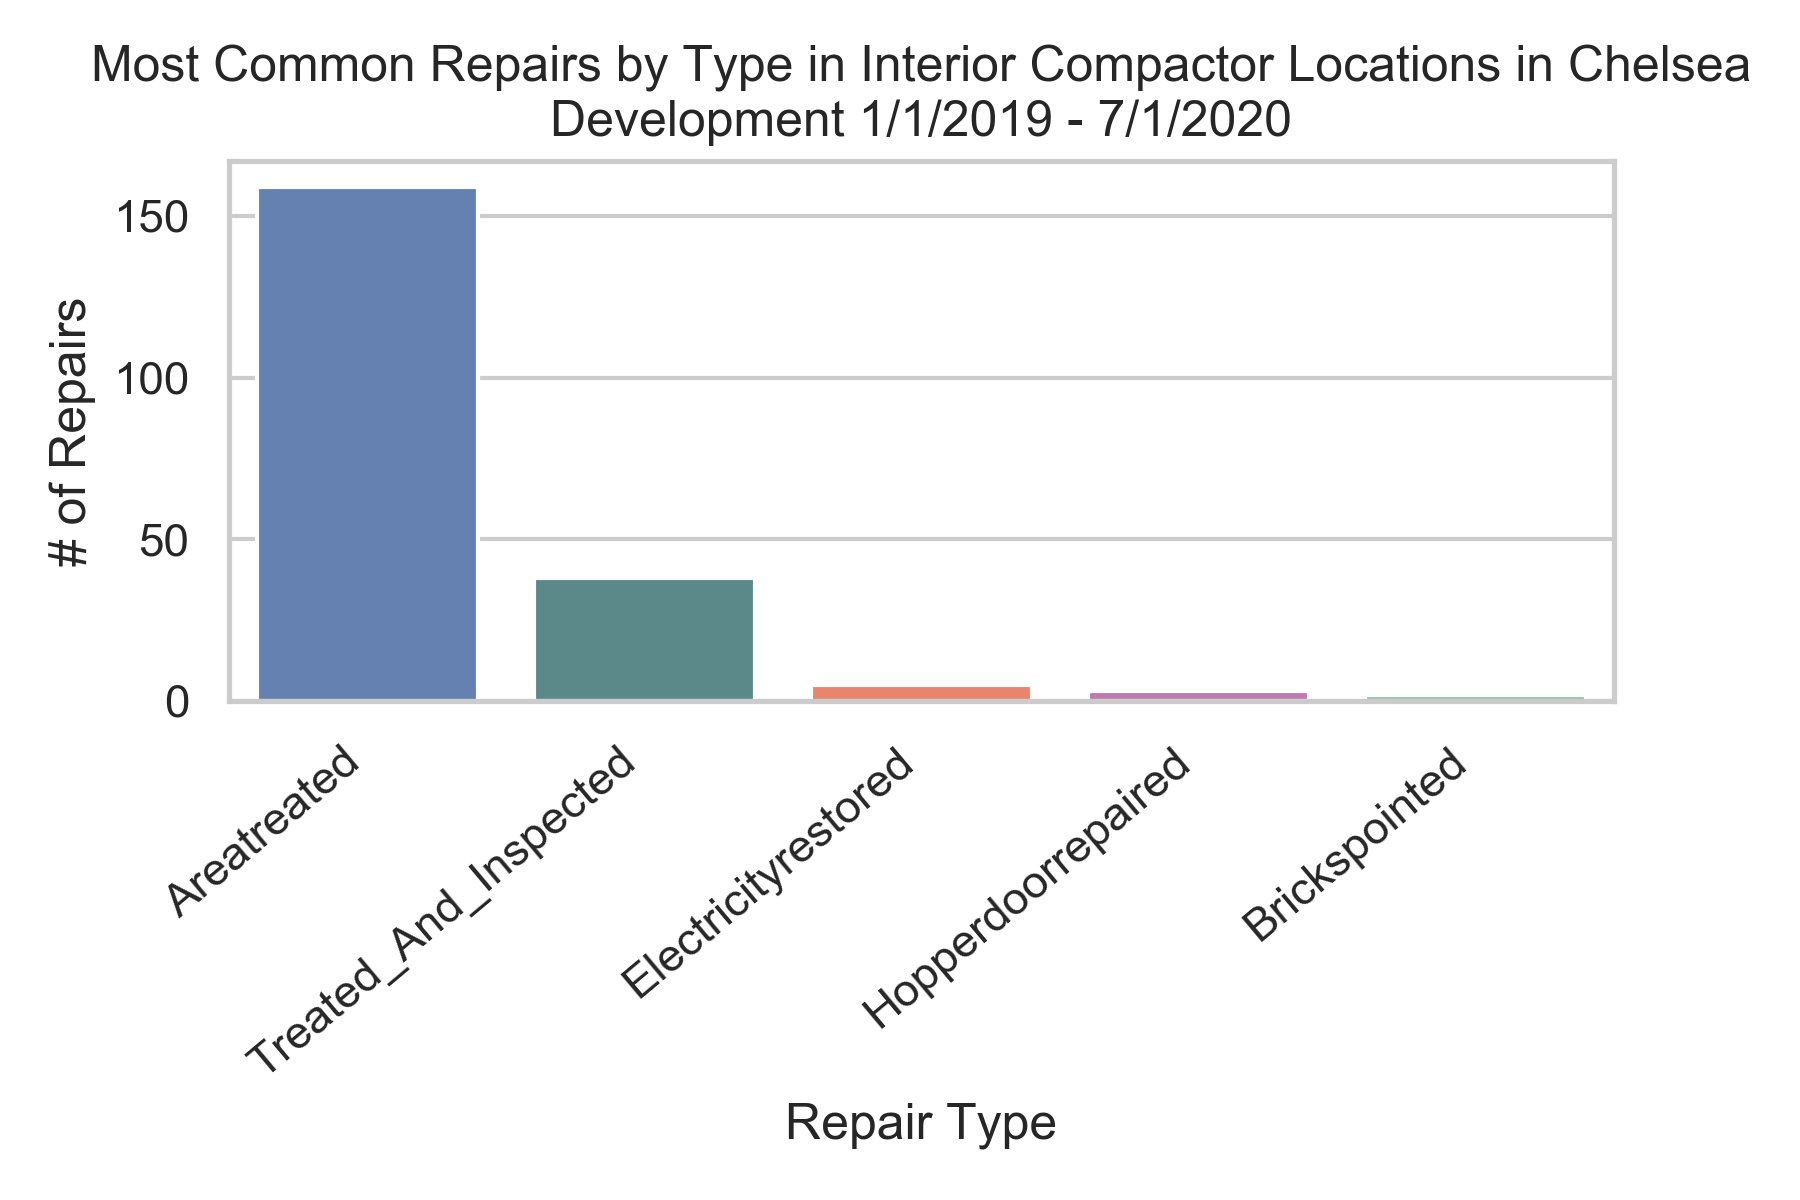 Most Common Repairs by Type in Interior Compactor Locations in Chelsea
Development 1/1/2019 - 7/1/2020
# of Repairs
150
100
50
0
Areatreated
Treated_And_Inspected
Electricityrestored
Hopperdoorrepaired
Brickspointed
Repair Type